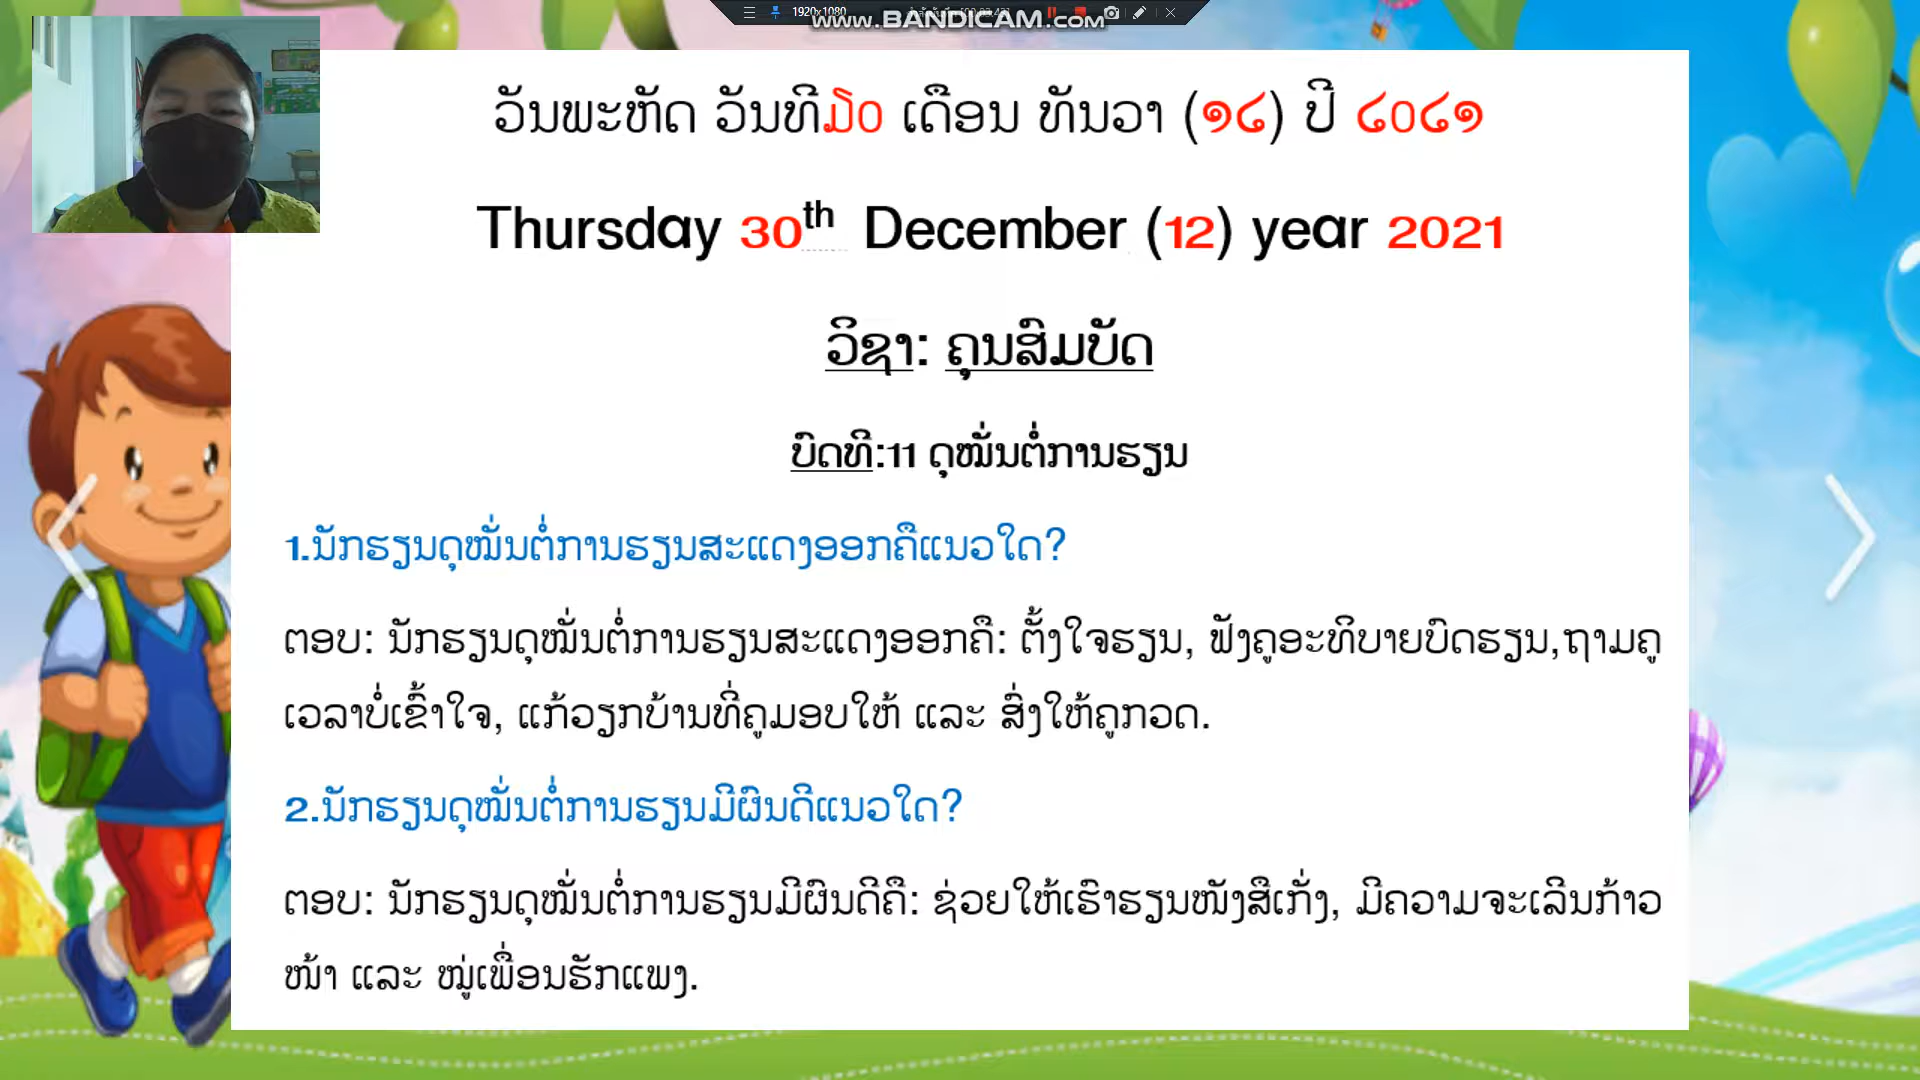 1920x1080
www.BANDICAM.com
ວັນພະຫັດ ວັນທີ໓໐ ເດືອນ ທັນວາ (໑໒) ປີ ໒໐໒໑
Thursday 30th December (12) year 2021
ວິຊາ: ຄຸນສົມບັດ
ບົດທີ:11 ດຸໝັ່ນຕໍ່ການຮຽນ
1.ນັກຮຽນດຸໝັ່ນຕໍ່ການຮຽນສະແດງອອກຄືແນວໃດ?
ຕອບ: ນັກຮຽນດຸໝັ່ນຕໍ່ການຮຽນສະແດງອອກຄື: ຕັ້ງໃຈຮຽນ, ຟັງຄູອະທິບາຍບົດຮຽນ,ຖາມຄູ
ເວລາບໍ່ເຂົ້າໃຈ, ແກ້ວຽກບ້ານທີ່ຄູມອບໃຫ້ ແລະ ສົ່ງໃຫ້ຄູກວດ.
2.ນັກຮຽນດຸໝັ່ນຕໍ່ການຮຽນມີຜົນດີແນວໃດ?
ຕອບ: ນັກຮຽນດຸໝັ່ນຕໍ່ການຮຽນມີຜົນດີຄື: ຊ່ວຍໃຫ້ເຮົາຮຽນໜັງສືເກັ່ງ, ມີຄວາມຈະເລີນກ້າວ
ໜ້າ ແລະ ໝູ່ເພື່ອນຮັກແພງ.